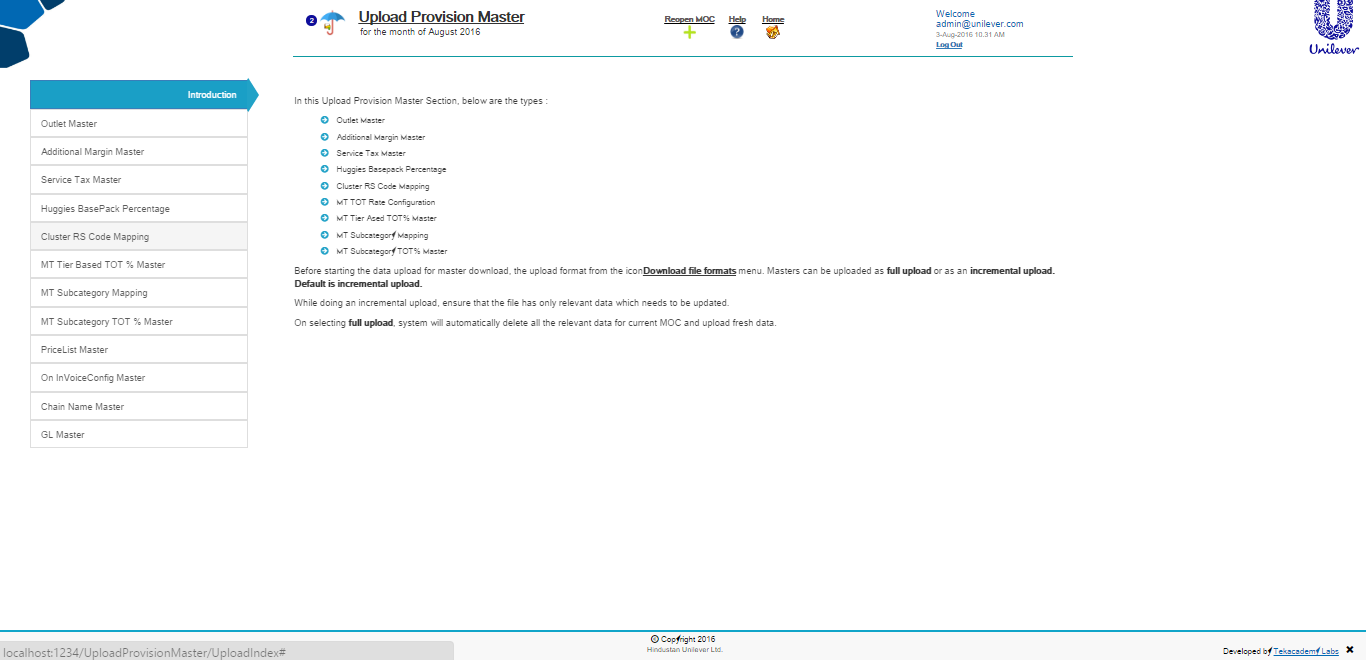 2
Upload Provision Master
for the month of August 2016
Reopen MOC
Help
Home
Welcome
admin@unilever.com
3-Aug-2016 10.31 AM
Log Out
Unilever
Introduction
Outlet Master
Additional Margin Master
Service Tax Master
Huggies BasePack Percentage
Cluster RS Code Mapping
MT Tier Based TOT % Master
MT Subcategory Mapping
MT Subcategory TOT % Master
PriceList Master
On InVoiceConfig Master
Chain Name Master
GL Master
In this Upload Provision Master Section, below are the types :
Outlet Master
Additional Margin Master
Service Tax Master
Huggies Basepack Percentage
Cluster RS Code Mapping
MT TOT Rate Configuration
MT Tier Ased TOT% Master
MT Subcategory Mapping
MT Subcategory TOT% Master
Before starting the data upload for master download, the upload format from the iconDownload file formats menu. Masters can be uploaded as full upload or as an incremental upload.
Default is incremental upload.
While doing an incremental upload, ensure that the file has only relevant data which needs to be updated.
On selecting full upload, system will automatically delete all the relevant data for current MOC and upload fresh data.
© Copyright 2016
Hindustan Unilever Ltd.
Developed by Tekacademy Labs
localhost:1234/UploadProvisionMaster/UploadIndex#